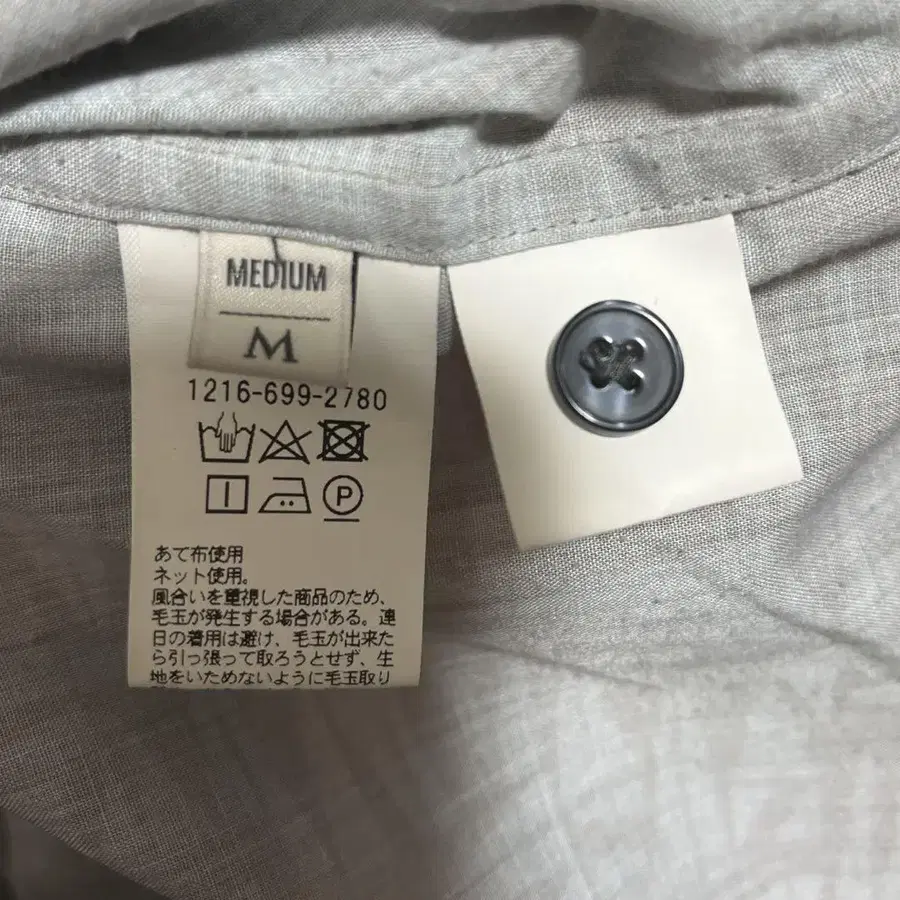 MEDIUM
M
1216-699-2780
P
あて布使用
ネット使用。
風合いを重視した商品のため、
毛玉が発生する場合がある。連
日の着用は避け、毛玉が出来た
ら引っ張って取ろうとせず、生
地をいためないように毛玉取り